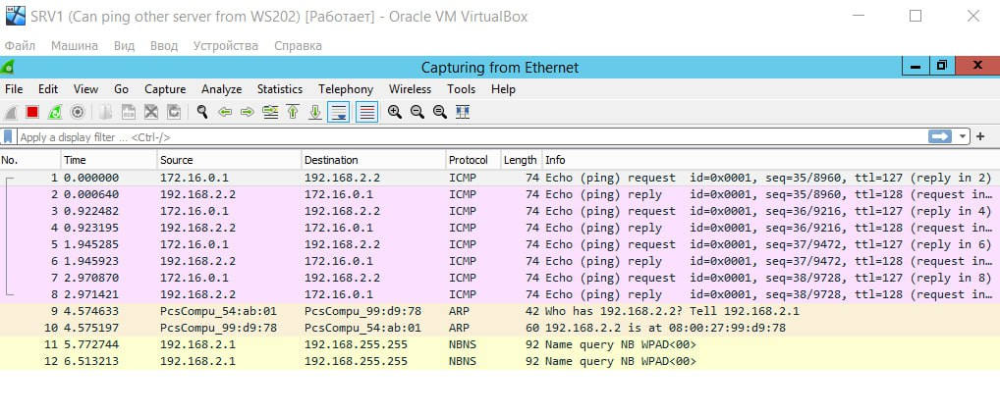 SRV1 (Can ping other server from WS202) [Работает] - Oracle VM VirtualBox
Файл Машина Вид Ввод Устройства Справка
Capturing from Ethernet
File Edit View Go Capture Analyze Statistics Telephony Wireless Tools Help
Apply a display filter ... <Ctrl-/>
No. Time Source Destination Protocol Length Info
1 0.000000 172.16.0.1 192.168.2.2 ICMP 74 Echo (ping) request id=0x0001, seq=35/8960, ttl=127 (reply in 2)
2 0.000640 192.168.2.2 172.16.0.1 ICMP 74 Echo (ping) reply id=0x0001, seq=35/8960, ttl=128 (request in…
3 0.922482 172.16.0.1 192.168.2.2 ICMP 74 Echo (ping) request id=0x0001, seq=36/9216, ttl=127 (reply in 4)
4 0.923195 192.168.2.2 172.16.0.1 ICMP 74 Echo (ping) reply id=0x0001, seq=36/9216, ttl=128 (request in…
5 1.945285 172.16.0.1 192.168.2.2 ICMP 74 Echo (ping) request id=0x0001, seq=37/9472, ttl=127 (reply in 6)
6 1.945923 192.168.2.2 172.16.0.1 ICMP 74 Echo (ping) reply id=0x0001, seq=37/9472, ttl=128 (request in…
7 2.970870 172.16.0.1 192.168.2.2 ICMP 74 Echo (ping) request id=0x0001, seq=38/9728, ttl=127 (reply in 8)
8 2.971421 192.168.2.2 172.16.0.1 ICMP 74 Echo (ping) reply id=0x0001, seq=38/9728, ttl=128 (request in…
9 4.574633 PcsCompu_54:ab:01 PcsCompu_99:d9:78 ARP 42 Who has 192.168.2.2? Tell 192.168.2.1
10 4.575197 PcsCompu_99:d9:78 PcsCompu_54:ab:01 ARP 60 192.168.2.2 is at 08:00:27:99:d9:78
11 5.772744 192.168.2.1 192.168.255.255 NBNS 92 Name query NB WPAD<00>
12 6.513213 192.168.2.1 192.168.255.255 NBNS 92 Name query NB WPAD<00>